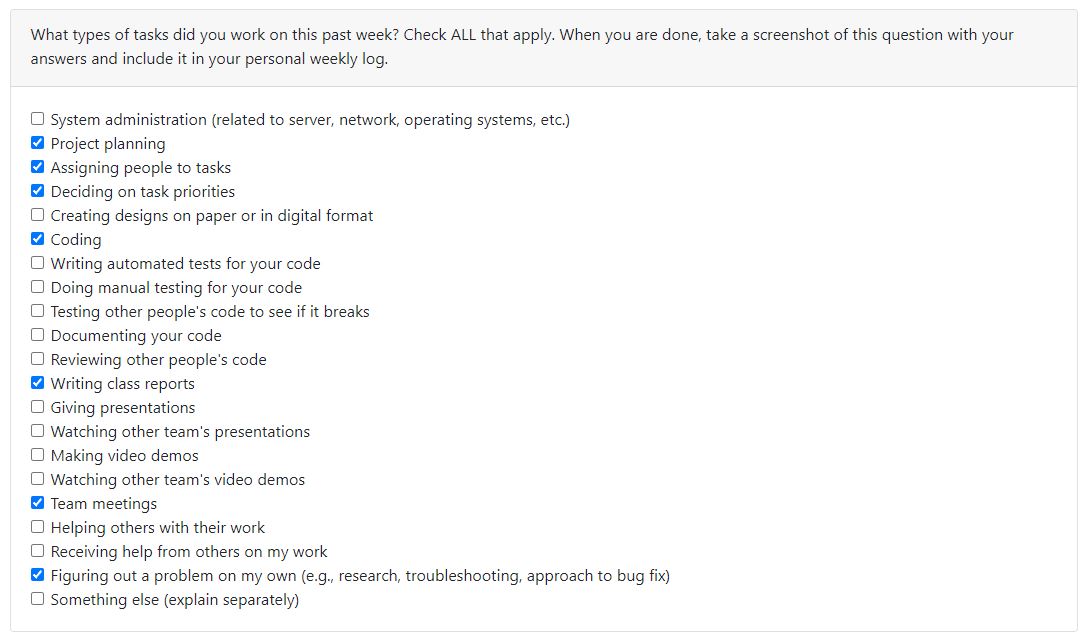 What types of tasks did you work on this past week? Check ALL that apply. When you are done, take a screenshot of this question with your
answers and include it in your personal weekly log.
System administration (related to server, network, operating systems, etc.)
Project planning
Assigning people to tasks
Deciding on task priorities
Creating designs on paper or in digital format
Coding
Writing automated tests for your code
Doing manual testing for your code
Testing other people's code to see if it breaks
Documenting your code
Reviewing other people's code
Writing class reports
Giving presentations
Watching other team's presentations
Making video demos
Watching other team's video demos
Team meetings
Helping others with their work
Receiving help from others on my work
Figuring out a problem on my own (e.g., research, troubleshooting, approach to bug fix)
Something else (explain separately)